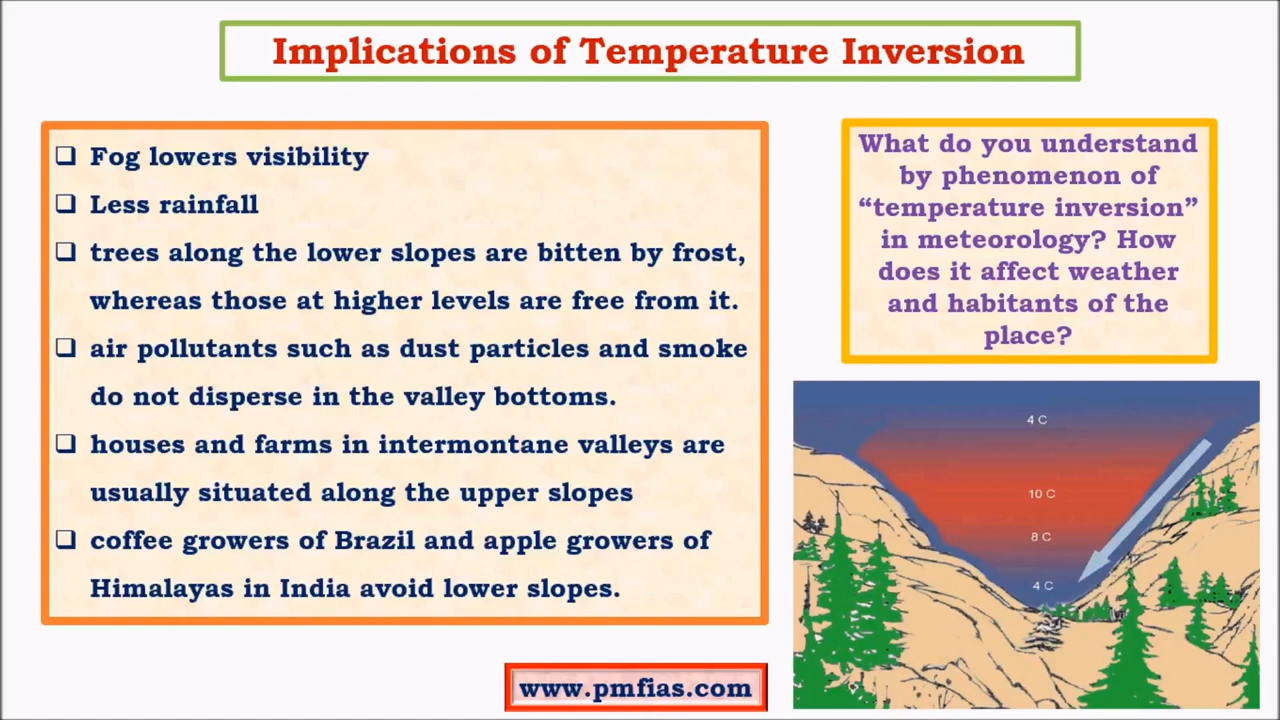 Implications of Temperature Inversion
❑ Fog lowers visibility
❑ Less rainfall
❑ trees along the lower slopes are bitten by frost,
whereas those at higher levels are free from it.
❑ air pollutants such as dust particles and smoke
do not disperse in the valley bottoms.
❑ houses and farms in intermontane valleys are
usually situated along the upper slopes
❑ coffee growers of Brazil and apple growers of
Himalayas in India avoid lower slopes.
What do you understand
by phenomenon of
“temperature inversion”
in meteorology? How
does it affect weather
and habitants of the
place?
4 C
10 C
8 C
4 C
www.pmfias.com